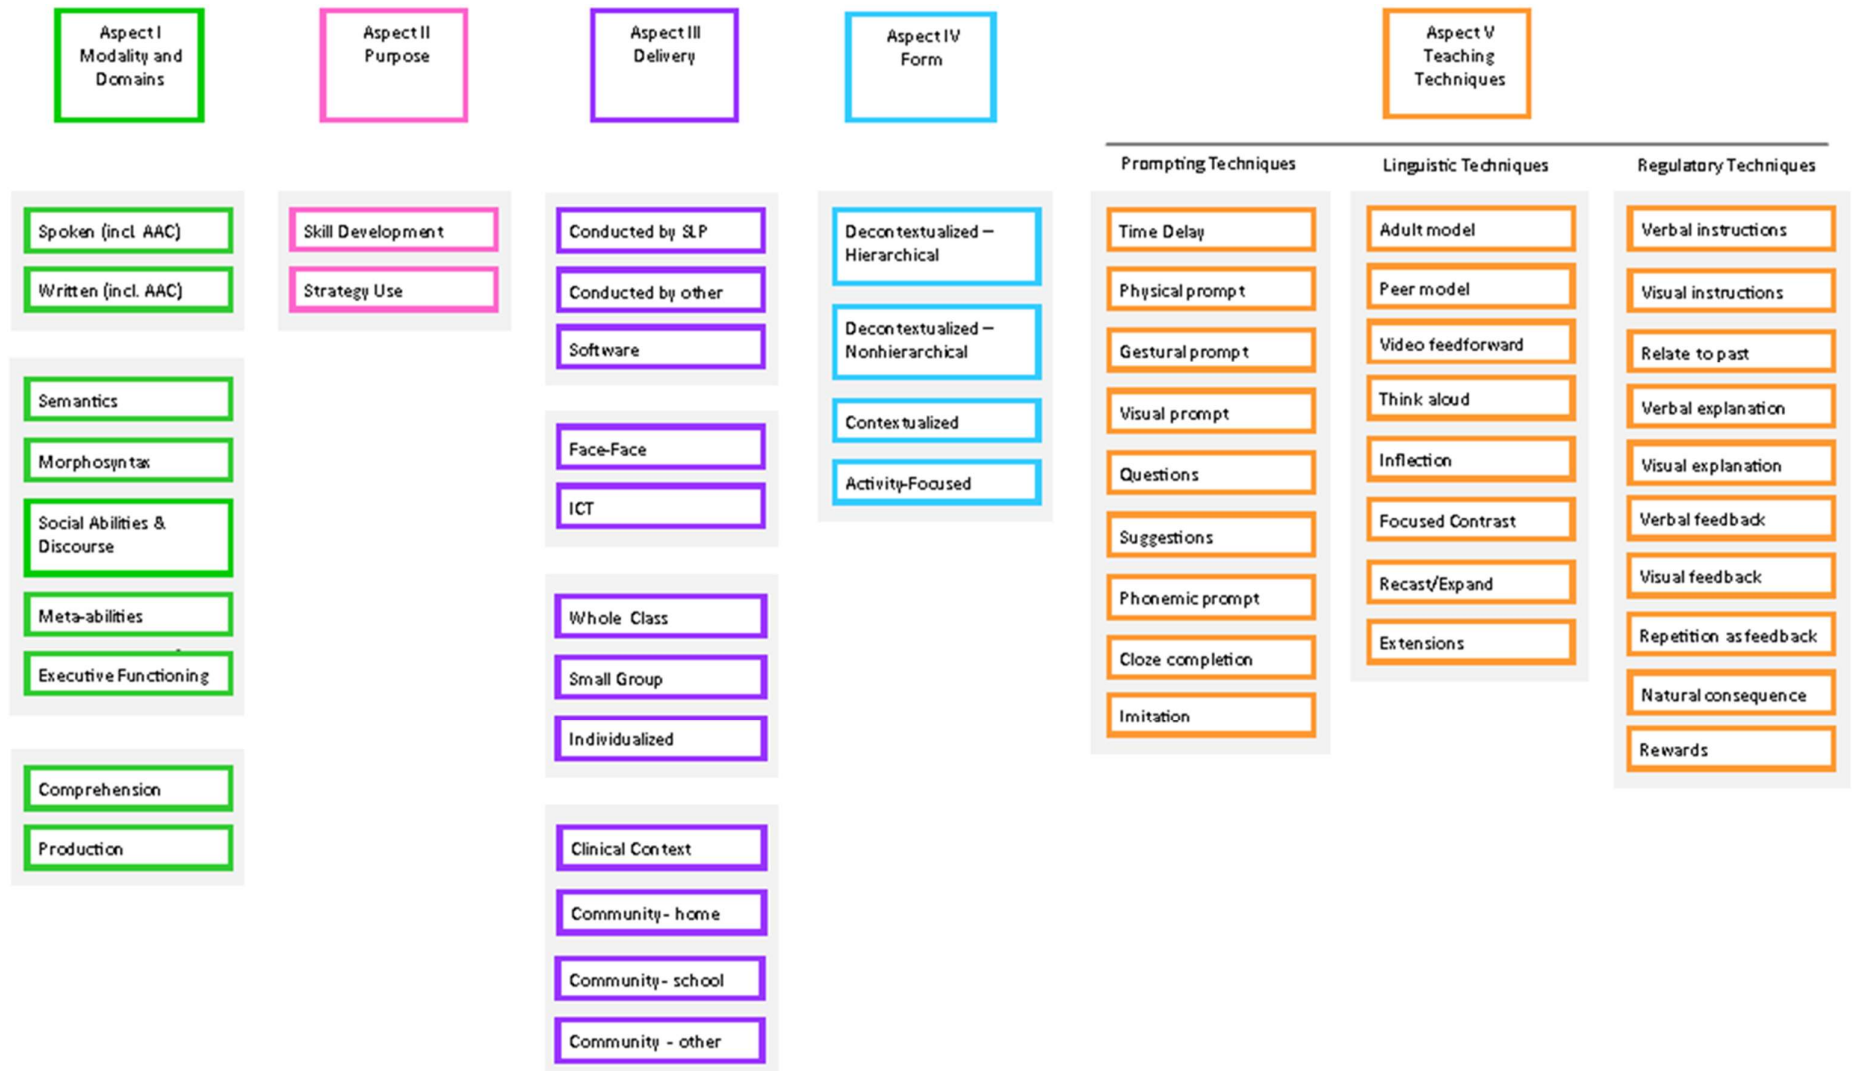 Aspect I
Modality and
Domains
Spoken (incl. AAC)
Written (incl. AAC)
Semantics
Morphosyntax
Social Abilities &
Discourse
Meta-abilities
Executive Functioning
Comprehension
Production
Aspect II
Purpose
Skill Development
Strategy Use
Aspect III
Delivery
Conducted by SLP
Conducted by other
Software
Face-Face
ICT
Whole Class
Small Group
Individualized
Clinical Context
Community- home
Community- school
Community - other
Aspect IV
Form
Decontextualized –
Hierarchical
Decontextualized –
Nonhierarchical
Contextualized
Activity-Focused
Aspect V
Teaching
Techniques
Prompting Techniques
Time Delay
Physical prompt
Gestural prompt
Visual prompt
Questions
Suggestions
Phonemic prompt
Cloze completion
Imitation
Linguistic Techniques
Adult model
Peer model
Video feedforward
Think aloud
Inflection
Focused Contrast
Recast/Expand
Extensions
Regulatory Techniques
Verbal instructions
Visual instructions
Relate to past
Verbal explanation
Visual explanation
Verbal feedback
Visual feedback
Repetition as feedback
Natural consequence
Rewards